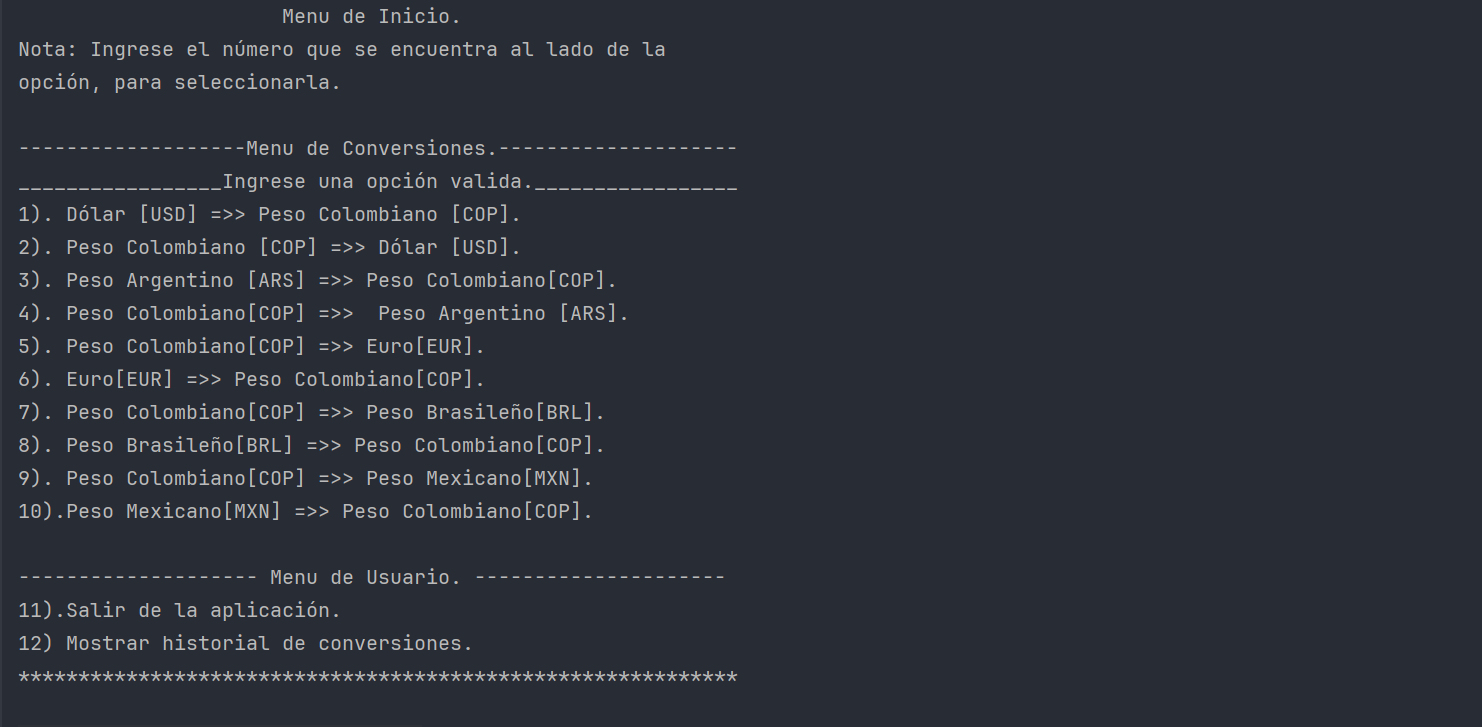 Menu de Inicio.
Nota: Ingrese el número que se encuentra al lado de la
opción, para seleccionarla.
-------------------Menu de Conversiones.--------------------
_________________Ingrese una opción valida._________________
1). Dólar [USD] =>> Peso Colombiano [COP].
2). Peso Colombiano [COP] =>> Dólar [USD].
3). Peso Argentino [ARS] =>> Peso Colombiano[COP].
4). Peso Colombiano[COP] =>>  Peso Argentino [ARS].
5). Peso Colombiano[COP] =>> Euro[EUR].
6). Euro[EUR] =>> Peso Colombiano[COP].
7). Peso Colombiano[COP] =>> Peso Brasileño[BRL].
8). Peso Brasileño[BRL] =>> Peso Colombiano[COP].
9). Peso Colombiano[COP] =>> Peso Mexicano[MXN].
10).Peso Mexicano[MXN] =>> Peso Colombiano[COP].
-------------------- Menu de Usuario. ---------------------
11).Salir de la aplicación.
12) Mostrar historial de conversiones.
************************************************************